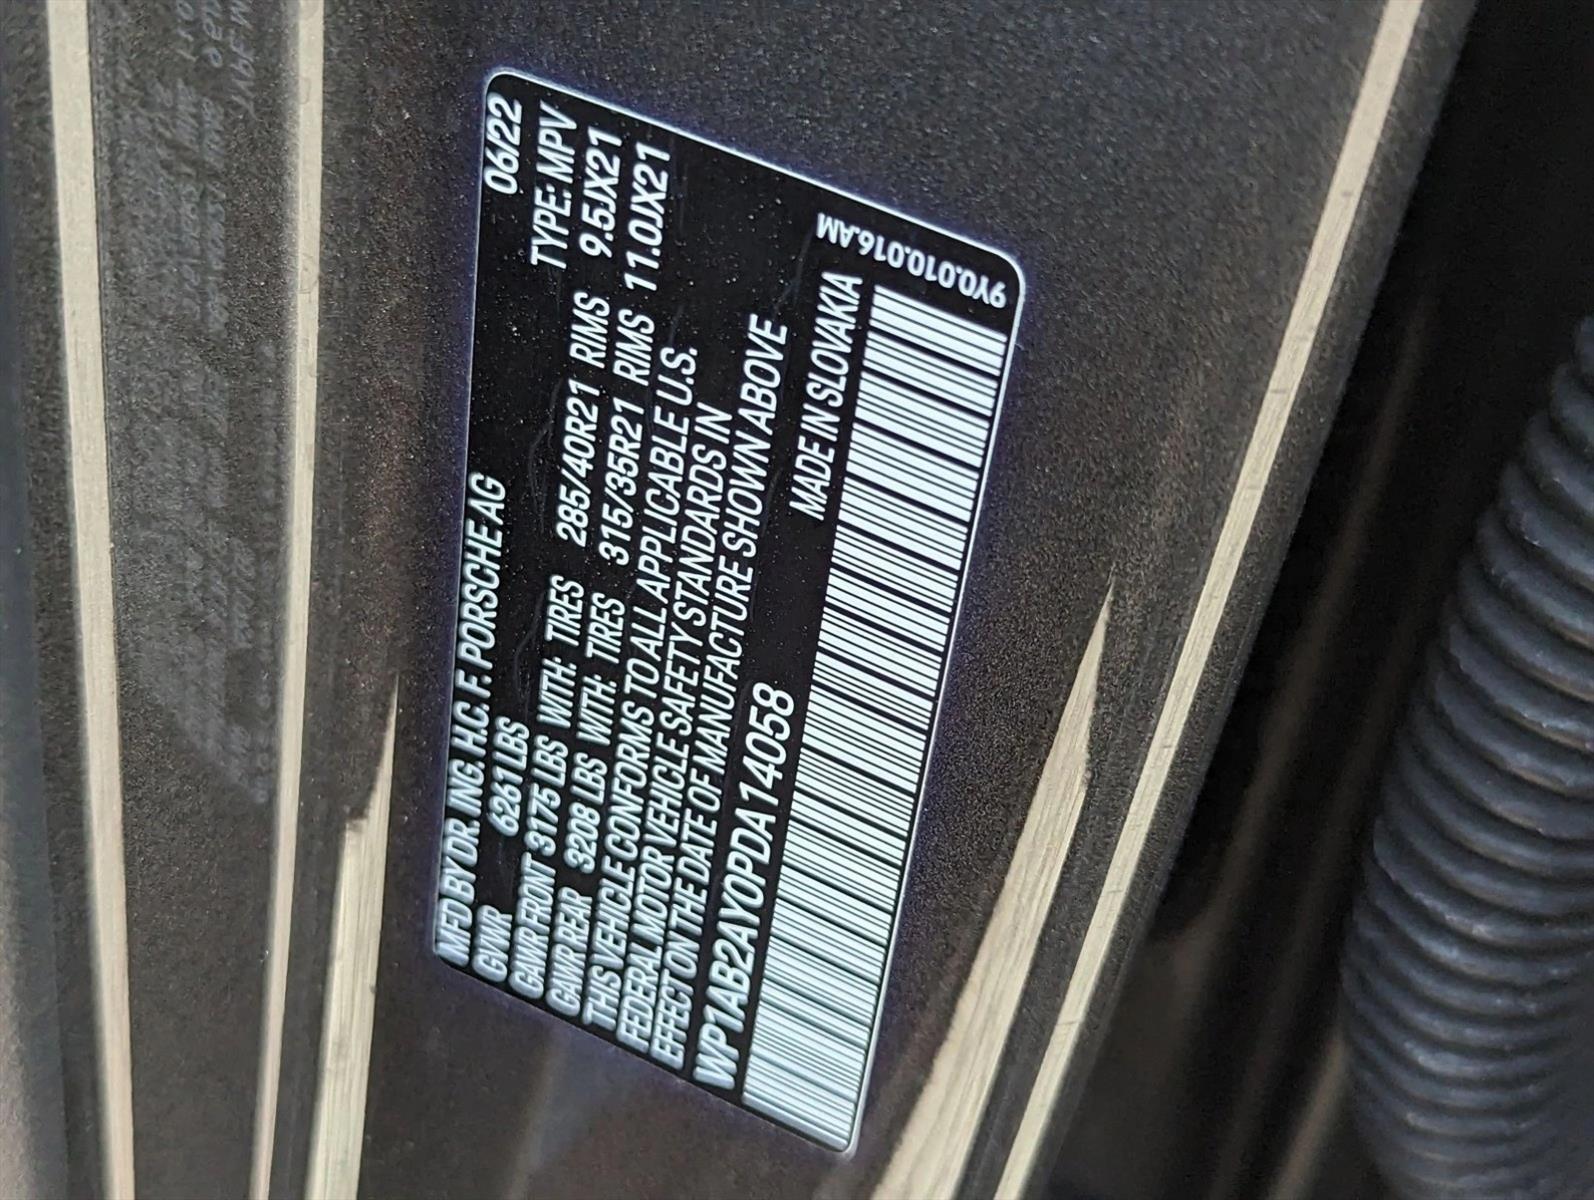 MFD BY DR. ING. H.C. F. PORSCHE AG 06/22
GVWR 6261 LBS TYPE: MPV
GAWR FRONT 3175 LBS WITH: TIRES 285/40R21 RIMS 9.5JX21
GAWR REAR 3208 LBS WITH: TIRES 315/35R21 RIMS 11.0JX21
THIS VEHICLE CONFORMS TO ALL APPLICABLE U.S.
FEDERAL MOTOR VEHICLE SAFETY STANDARDS IN
EFFECT ON THE DATE OF MANUFACTURE SHOWN ABOVE
WP1AB2AY0PDA14058 MADE IN SLOVAKIA
9Y0.010.016.AM